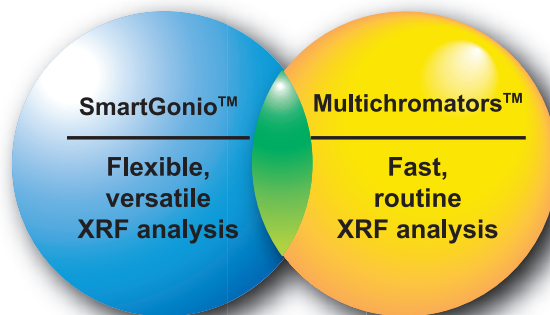 SmartGonio™
Flexible,
versatile
XRF analysis
Multichromators™
Fast,
routine
XRF analysis